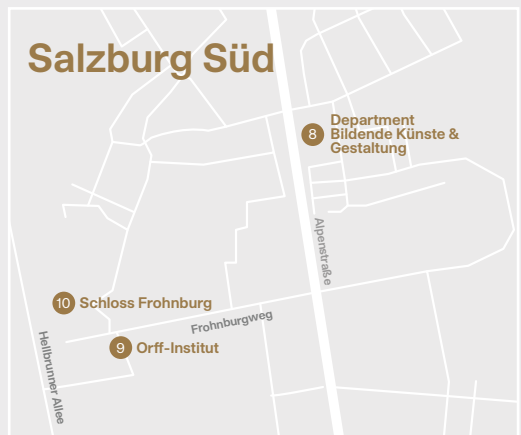 Salzburg Süd
8
Department
Bildende Künste &
Gestaltung
Alpenstraße
10 Schloss Frohnburg
Frohnburgweg
9 Orff-Institut
Hellbrunner Allee